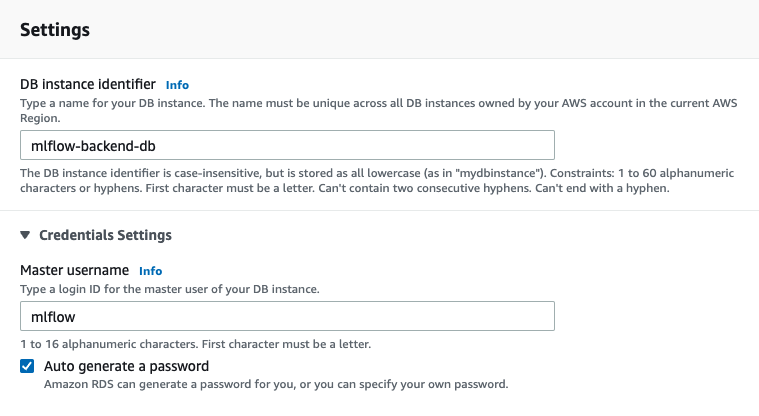 Settings
DB instance identifier Info
Type a name for your DB instance. The name must be unique across all DB instances owned by your AWS account in the current AWS
Region.
mlflow-backend-db
The DB instance identifier is case-insensitive, but is stored as all lowercase (as in "mydbinstance"). Constraints: 1 to 60 alphanumeric
characters or hyphens. First character must be a letter. Can't contain two consecutive hyphens. Can't end with a hyphen.
Credentials Settings
Master username Info
Type a login ID for the master user of your DB instance.
mlflow
1 to 16 alphanumeric characters. First character must be a letter.
Auto generate a password
Amazon RDS can generate a password for you, or you can specify your own password.